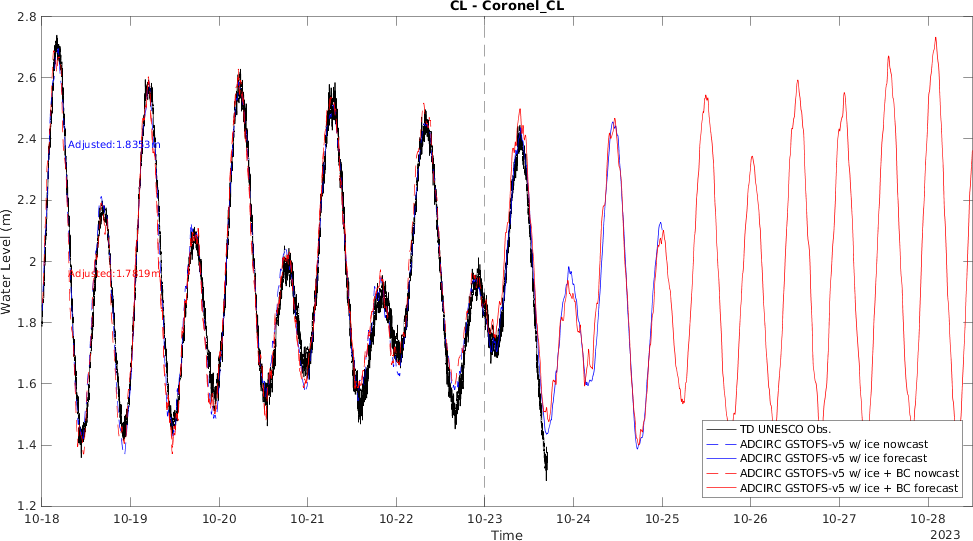 CL - Coronel_CL
2.8
2.6
2.4
2.2
2
1.8
1.6
1.4
1.2
Water Level (m)
Adjusted:1.8353m
Adjusted:1.7819m
TD UNESCO Obs.
ADCIRC GSTOFS-v5 w/ ice nowcast
ADCIRC GSTOFS-v5 w/ ice forecast
ADCIRC GSTOFS-v5 w/ ice + BC nowcast
ADCIRC GSTOFS-v5 w/ ice + BC forecast
10-18 10-19 10-20 10-21 10-22 10-23 10-24 10-25 10-26 10-27 10-28
2023
Time